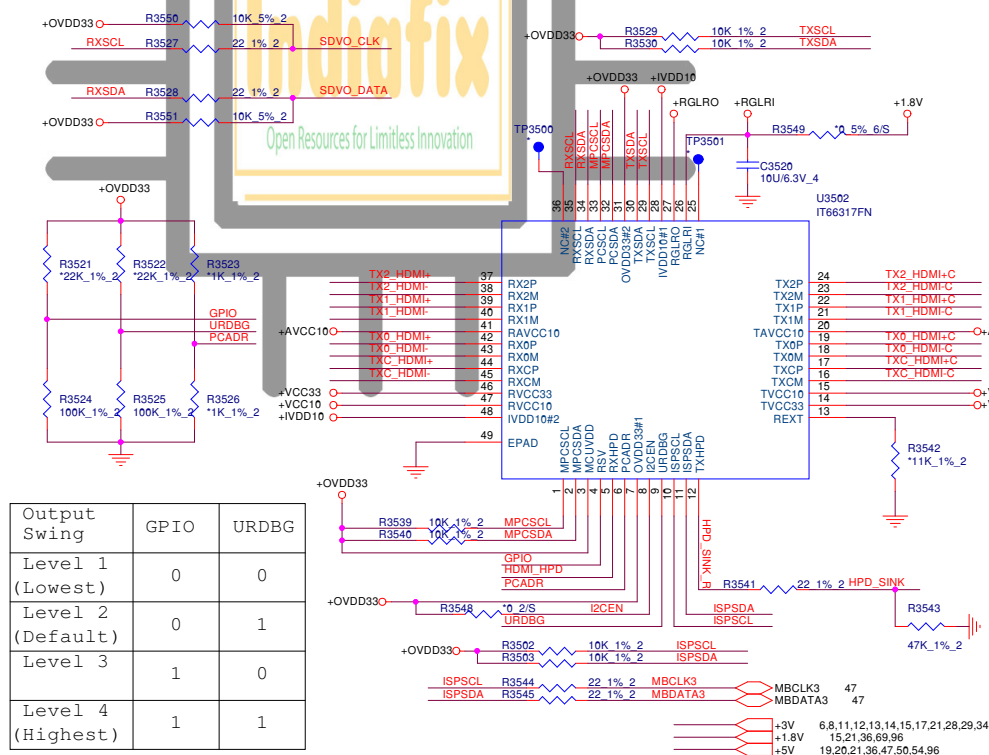 +OVDD33 R3550 10K_5%_2
RXSCL R3527 22_1%_2 SDVO_CLK
RXSDA R3528 22_1%_2 SDVO_DATA
+OVDD33 R3551 10K_5%_2
Indiafix
Open Resources for Limitless Innovation
+OVDD33 R3529 10K_1%_2 TXSCL
R3530 10K_1%_2 TXSDA
+OVDD33 +IVDD10
+RGLRO +RGLRI +1.8V
R3549 *0_5%_6/S
TP3500 TP3501
C3520
10U/6.3V_4
U3502
IT66317FN
RXSCL
RXSDA
MPCSCL
MPCSDA
TXSDA
TXSCL
36 35 34 33 32 31 30 29 28 27 26 25
NC#2
RXSCL
RXSDA
PCSCL
PCSDA
OVDD33#2
TXSDA
TXSCL
IVDD10#1
RGLRO
RGLRI
NC#1
+OVDD33
R3521
*22K_1%_2
R3522
*22K_1%_2
R3523
*1K_1%_2
GPIO
URDBG
PCADR
R3524
100K_1%_2
R3525
100K_1%_2
R3526
*1K_1%_2
TX2_HDMI+ 37 RX2P
TX2_HDMI- 38 RX2M
TX1_HDMI+ 39 RX1P
TX1_HDMI- 40 RX1M
+AVCC10 41 RAVCC10
TX0_HDMI+ 42 RX0P
TX0_HDMI- 43 RX0M
TXC_HDMI+ 44 RXCP
TXC_HDMI- 45 RXCM
+VCC33 46 RVCC33
+VCC10 47 RVCC10
+IVDD10 48 IVDD10#2
49 EPAD
TX2P 24 TX2_HDMI+C
TX2M 23 TX2_HDMI-C
TX1P 22 TX1_HDMI+C
TX1M 21 TX1_HDMI-C
TAVCC10 20
TX0P 19 TX0_HDMI+C
TX0M 18 TX0_HDMI-C
TXCP 17 TXC_HDMI+C
TXCM 16 TXC_HDMI-C
TVCC10 15
TVCC33 14
REXT 13
R3542
*11K_1%_2
MPCSCL
MPCSDA
MCUVDD
RSV
RXHPD
PCADR
OVDD33#1
I2CEN
URDBG
ISPSCL
ISPSDA
TXHPD
1 2 3 4 5 6 7 8 9 10 11 12
+OVDD33
R3539 10K_1%_2 MPCSCL
R3540 10K_1%_2 MPCSDA
GPIO
HDMI_HPD
PCADR
HPD_SINK_R
R3541 22_1%_2 HPD_SINK
R3543
47K_1%_2
+OVDD33
R3548 *0_2/S I2CEN
URDBG
ISPSDA
ISPSCL
+OVDD33 R3502 10K_1%_2 ISPSCL
R3503 10K_1%_2 ISPSDA
ISPSCL R3544 22_1%_2 MBCLK3 MBCLK3 47
ISPSDA R3545 22_1%_2 MBDATA3 MBDATA3 47
+3V 6,8,11,12,13,14,15,17,21,28,29,34
+1.8V 15,21,36,69,96
+5V 19,20,21,36,47,50,54,96
Output
Swing GPIO URDBG
Level 1
(Lowest) 0 0
Level 2
(Default) 0 1
Level 3
1 0
Level 4
(Highest) 1 1